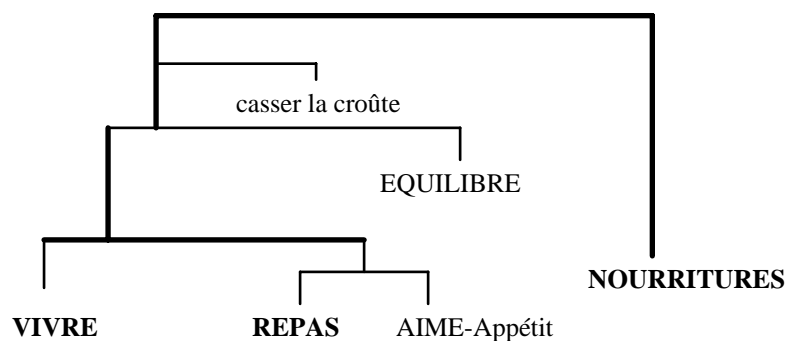 casser la croûte
EQUILIBRE
NOURRITURES
VIVRE REPAS AIME-Appétit